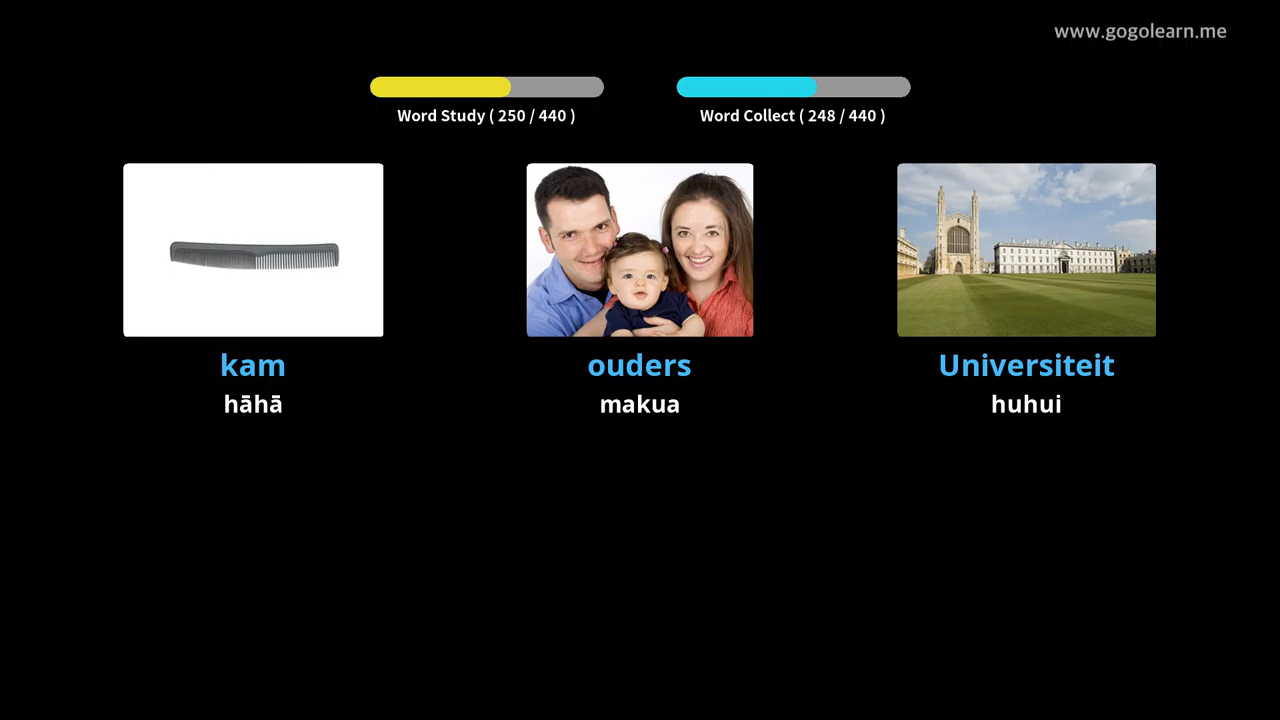 www.gogolearn.me
Word Study ( 250 / 440 )
Word Collect ( 248 / 440 )
kam
ouders
Universiteit
hāhā
makua
huhui